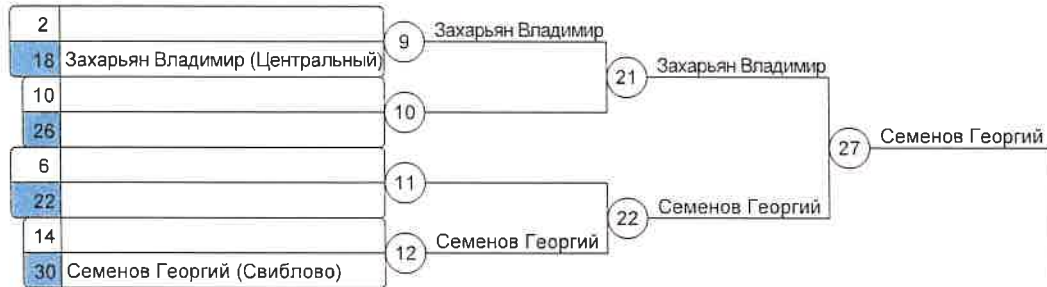 2
9 Захарьян Владимир
18 Захарьян Владимир (Центральный)
21 Захарьян Владимир
10
10
26
27 Семенов Георгий
6
11
22
22 Семенов Георгий
14
12 Семенов Георгий
30 Семенов Георгий (Свиблово)